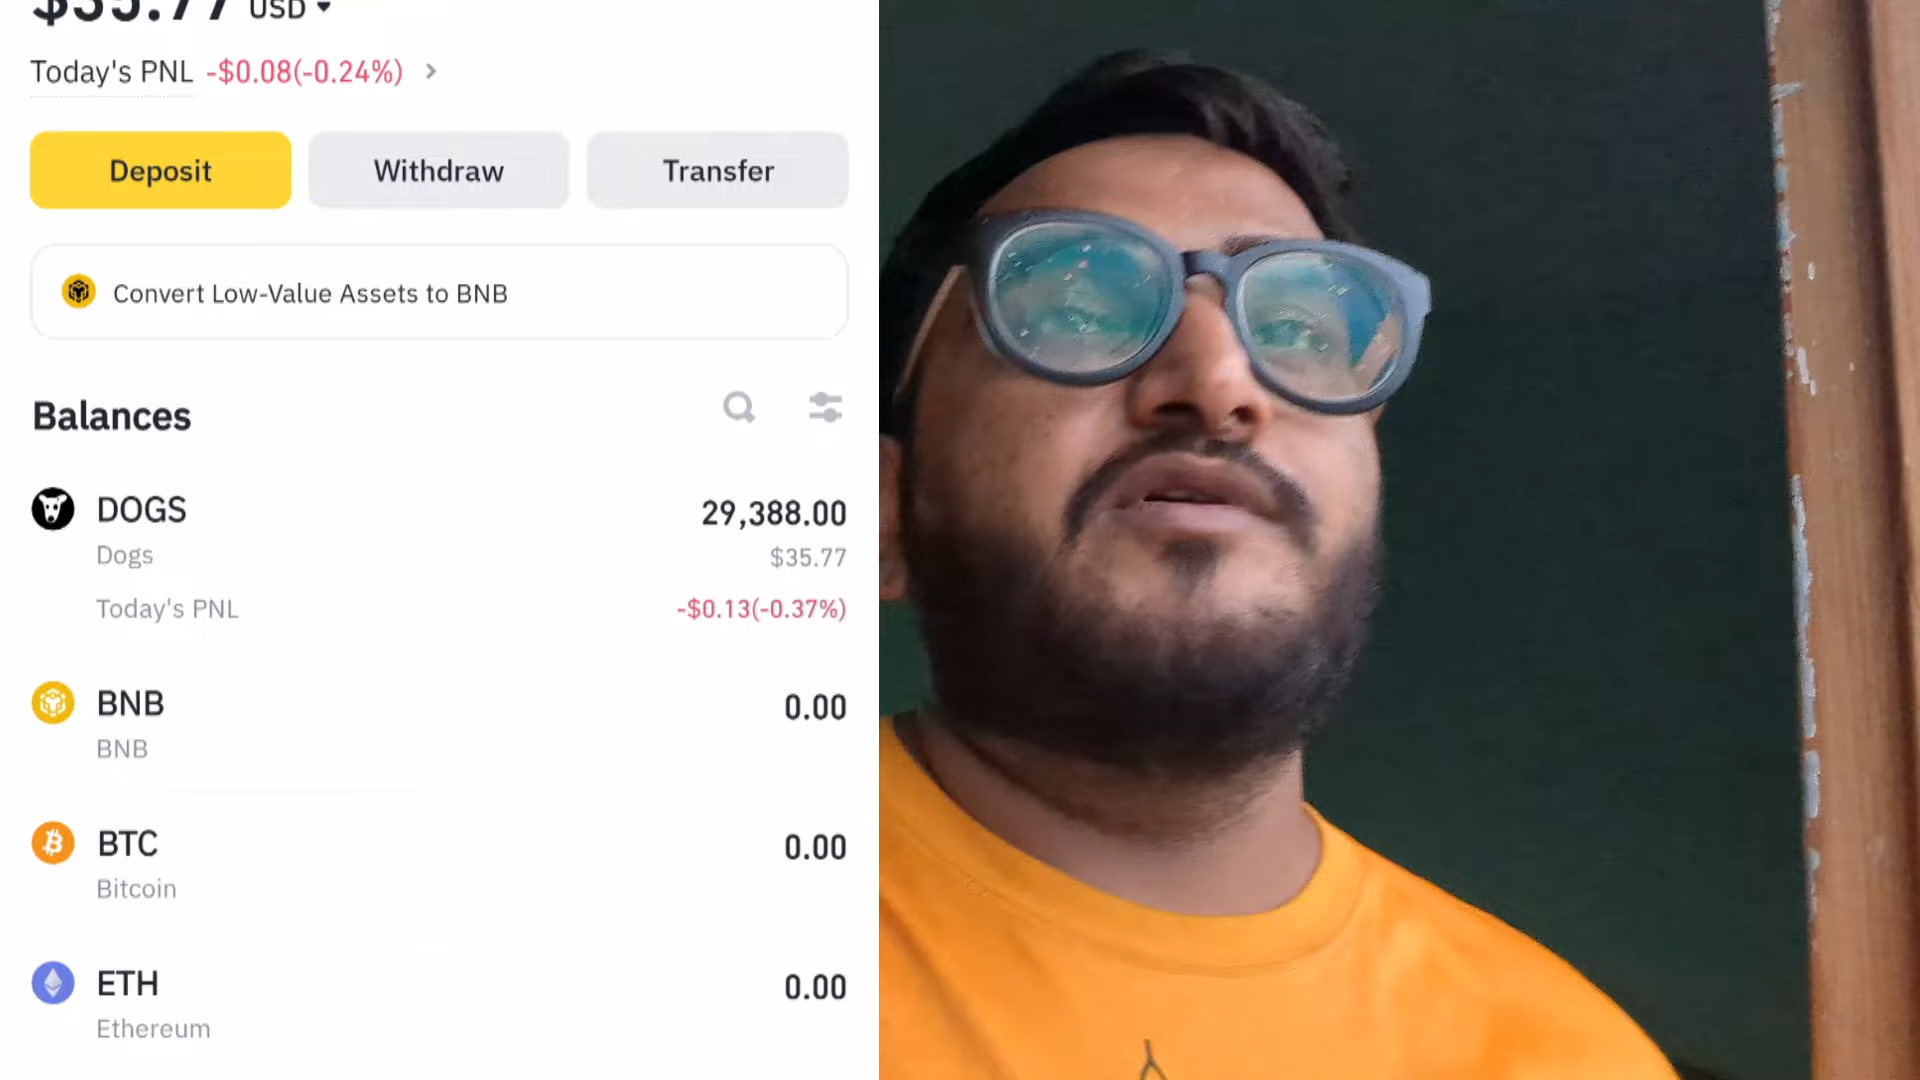 $35.77 USD
Today's PNL -$0.08(-0.24%)
Deposit Withdraw Transfer
Convert Low-Value Assets to BNB
Balances
DOGS 29,388.00
Dogs $35.77
Today's PNL -$0.13(-0.37%)
BNB 0.00
BNB
BTC 0.00
Bitcoin
ETH 0.00
Ethereum